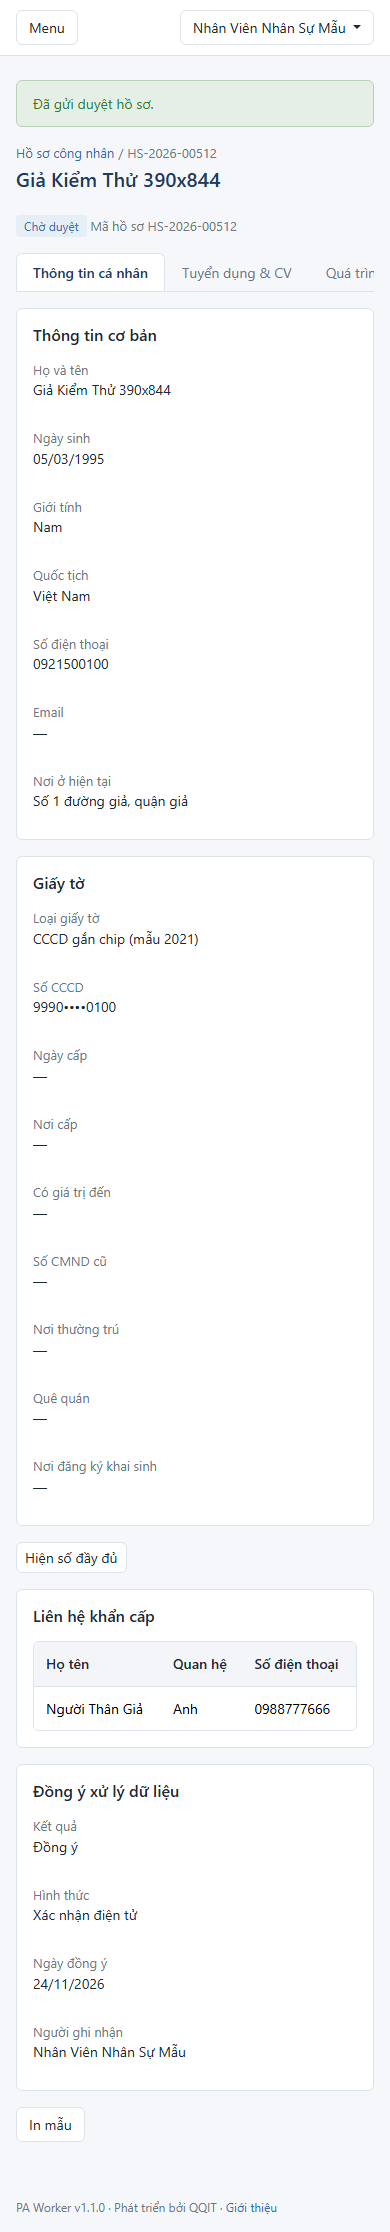 Menu
Nhân Viên Nhân Sự Mẫu
Đã gửi duyệt hồ sơ.
Hồ sơ công nhân / HS-2026-00512
Giả Kiểm Thử 390x844
Chờ duyệt Mã hồ sơ HS-2026-00512
Thông tin cá nhân Tuyển dụng & CV Quá trìn
Thông tin cơ bản
Họ và tên
Giả Kiểm Thử 390x844
Ngày sinh
05/03/1995
Giới tính
Nam
Quốc tịch
Việt Nam
Số điện thoại
0921500100
Email
—
Nơi ở hiện tại
Số 1 đường giả, quận giả
Giấy tờ
Loại giấy tờ
CCCD gắn chip (mẫu 2021)
Số CCCD
9990••••0100
Ngày cấp
—
Nơi cấp
—
Có giá trị đến
—
Số CMND cũ
—
Nơi thường trú
—
Quê quán
—
Nơi đăng ký khai sinh
—
Hiện số đầy đủ
Liên hệ khẩn cấp
Họ tên Quan hệ Số điện thoại
Người Thân Giả Anh 0988777666
Đồng ý xử lý dữ liệu
Kết quả
Đồng ý
Hình thức
Xác nhận điện tử
Ngày đồng ý
24/11/2026
Người ghi nhận
Nhân Viên Nhân Sự Mẫu
In mẫu
PA Worker v1.1.0 · Phát triển bởi QQIT · Giới thiệu